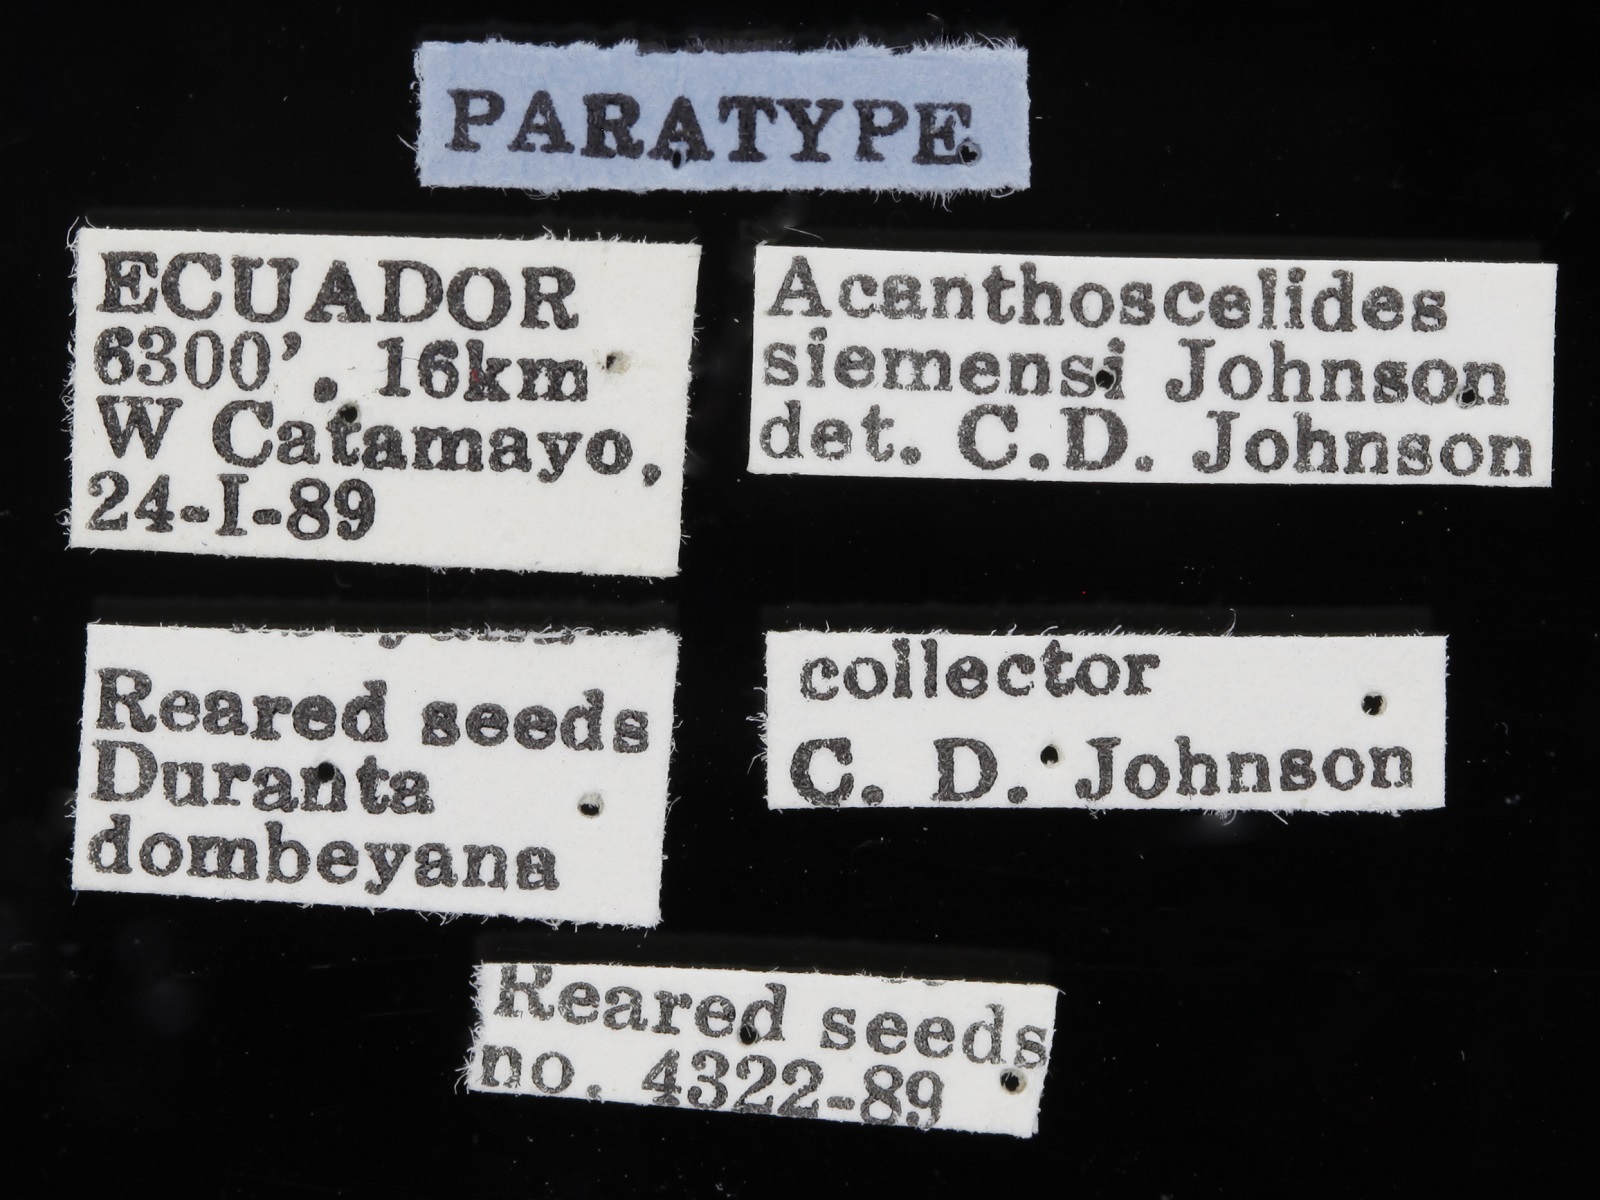 PARATYPE
ECUADOR
6300', 16km
W Catamayo,
24-I-89
Acanthoscelides
siemensi Johnson
det. C.D. Johnson
Reared seeds
Duranta
dombeyana
collector
C. D. Johnson
Reared seeds
no. 4322-89